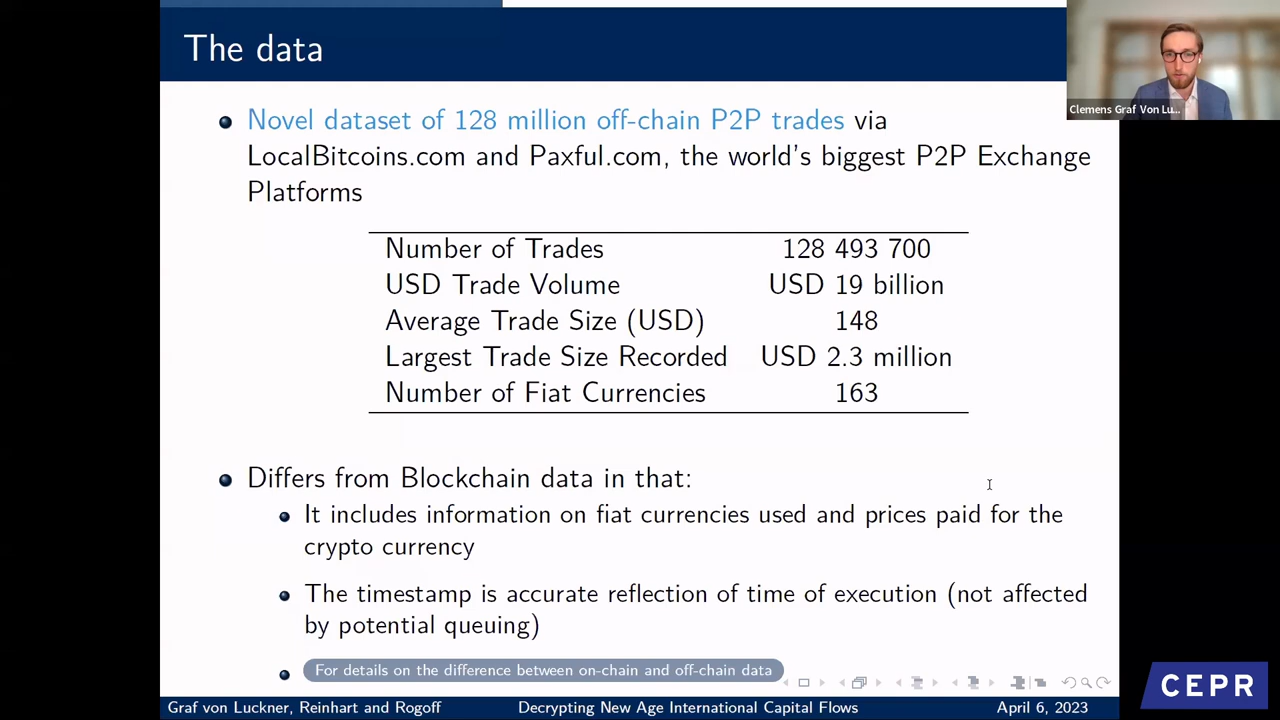 The data
Clemens Graf Von Lu...
Novel dataset of 128 million off-chain P2P trades via
LocalBitcoins.com and Paxful.com, the world's biggest P2P Exchange
Platforms
Number of Trades 128 493 700
USD Trade Volume USD 19 billion
Average Trade Size (USD) 148
Largest Trade Size Recorded USD 2.3 million
Number of Fiat Currencies 163
Differs from Blockchain data in that:
It includes information on fiat currencies used and prices paid for the
crypto currency
The timestamp is accurate reflection of time of execution (not affected
by potential queuing)
For details on the difference between on-chain and off-chain data
CEPR
Graf von Luckner, Reinhart and Rogoff Decrypting New Age International Capital Flows April 6, 2023